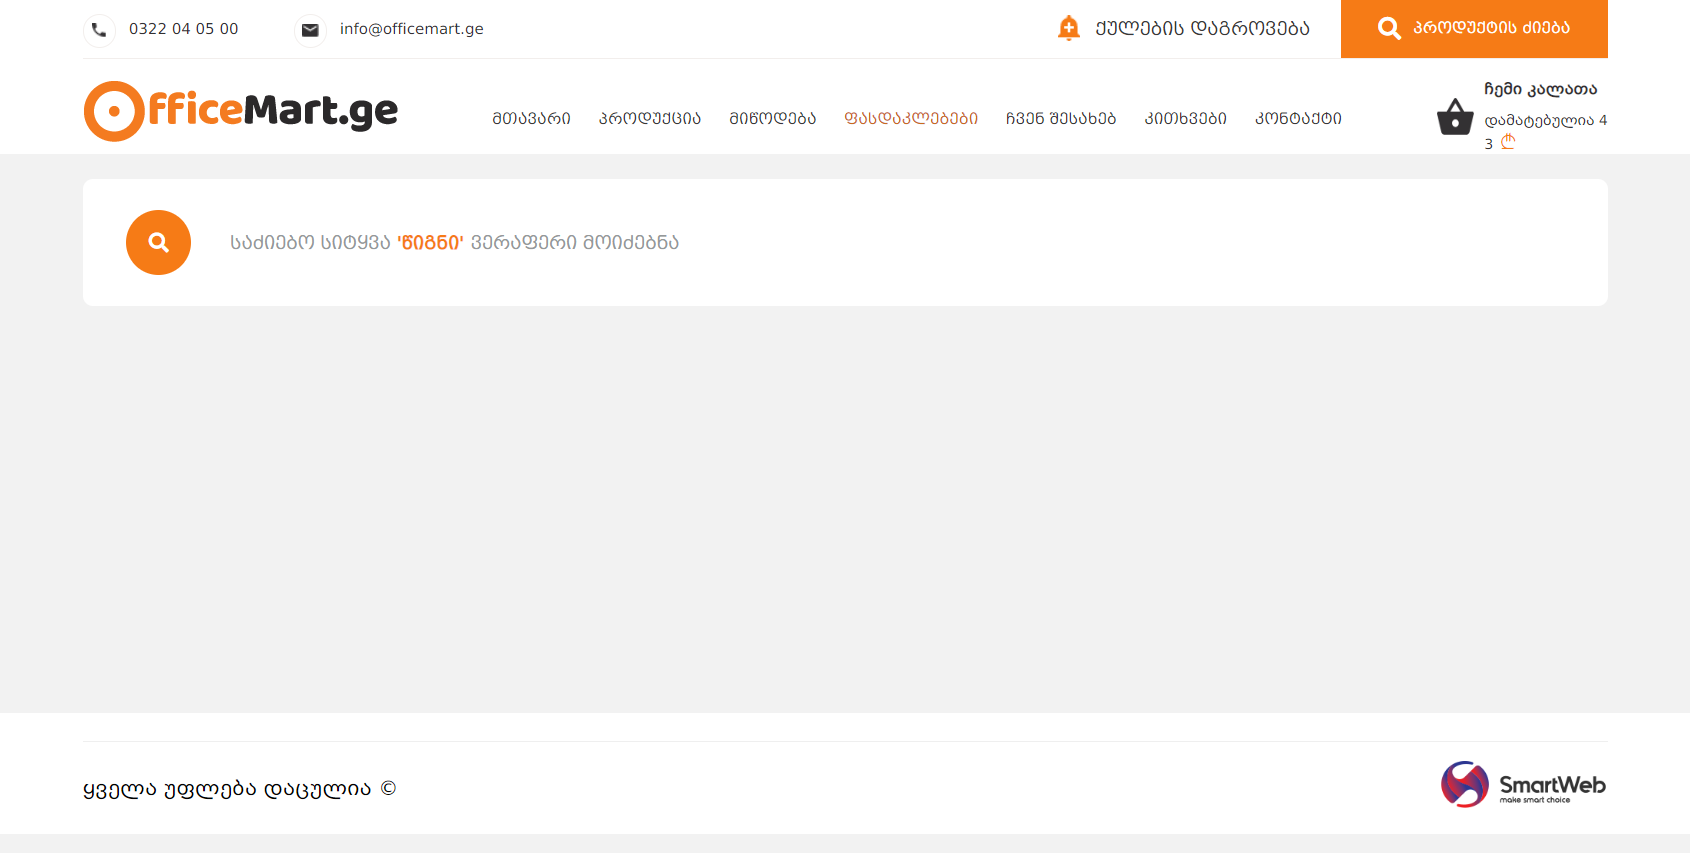 0322 04 05 00
info@officemart.ge
ქულების დაგროვება
პროდუქტის ძიება
OfficeMart.ge
მთავარი
პროდუქცია
მიწოდება
ფასდაკლებები
ჩვენ შესახებ
კითხვები
კონტაქტი
ჩემი კალათა
დამატებულია 4
3 ₾
საძიებო სიტყვა 'წიგნი' ვერაფერი მოიძებნა
ყველა უფლება დაცულია ©
SmartWeb
make smart choice